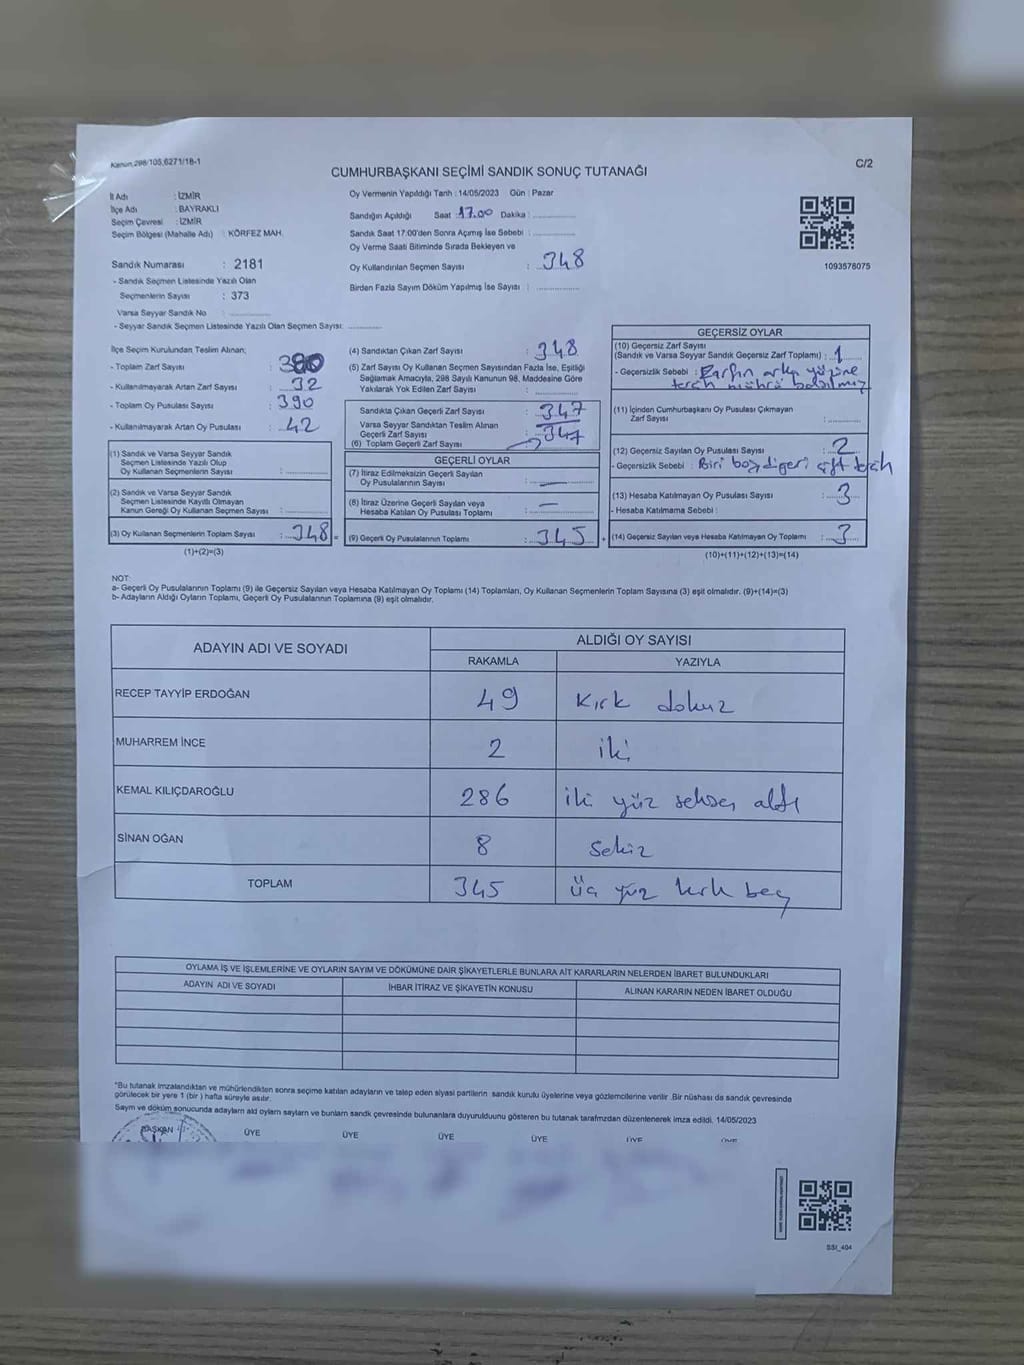 Kanun 298/105,6271/18-1
C/2
CUMHURBAŞKANI SEÇİMİ SANDIK SONUÇ TUTANAĞI
İl Adı : İZMİR
İlçe Adı : BAYRAKLI
Seçim Çevresi : İZMİR
Seçim Bölgesi (Mahalle Adı) : KÖRFEZ MAH.
Sandık Numarası : 2181
- Sandık Seçmen Listesinde Yazılı Olan
Seçmenlerin Sayısı : 373
Varsa Seyyar Sandık No :
- Seyyar Sandık Seçmen Listesinde Yazılı Olan Seçmen Sayısı:
Oy Vermenin Yapıldığı Tarih : 14/05/2023 Gün : Pazar
Sandığın Açıldığı Saat 17.00 Dakika :
Sandık Saat 17:00'den Sonra Açımış İse Sebebi :
Oy Verme Saati Bitiminde Sırada Bekleyen ve
Oy Kullandırılan Seçmen Sayısı : 348
Birden Fazla Sayım Döküm Yapılmış İse Sayısı :
1093578075
İlçe Seçim Kurulundan Teslim Alınan;
- Toplam Zarf Sayısı : 380
- Kullanılmayarak Artan Zarf Sayısı : 32
- Toplam Oy Pusulası Sayısı : 390
- Kullanılmayarak Artan Oy Pusulası : 42
(1) Sandık ve Varsa Seyyar Sandık
Seçmen Listesinde Yazılı Olup
Oy Kullanan Seçmenlerin Sayısı :
(2) Sandık ve Varsa Seyyar Sandık
Seçmen Listesinde Kayıtlı Olmayan
Kanun Gereği Oy Kullanan Seçmen Sayısı :
(3) Oy Kullanan Seçmenlerin Toplam Sayısı : 348 =
(1)+(2)=(3)
(4) Sandıktan Çıkan Zarf Sayısı : 348
(5) Zarf Sayısı Oy Kullanan Seçmen Sayısından Fazla İse, Eşitliği
Sağlamak Amacıyla, 298 Sayılı Kanunun 98. Maddesine Göre
Yakılarak Yok Edilen Zarf Sayısı :
Sandıkta Çıkan Geçerli Zarf Sayısı : 347
Varsa Seyyar Sandıktan Teslim Alınan
Geçerli Zarf Sayısı :
(6) Toplam Geçerli Zarf Sayısı 347
GEÇERLİ OYLAR
(7) İtiraz Edilmeksizin Geçerli Sayılan
Oy Pusulalarının Sayısı : —
(8) İtiraz Üzerine Geçerli Sayılan veya
Hesaba Katılan Oy Pusulası Toplamı : —
(9) Geçerli Oy Pusulalarının Toplamı : 345 +
GEÇERSİZ OYLAR
(10) Geçersiz Zarf Sayısı
(Sandık ve Varsa Seyyar Sandık Geçersiz Zarf Toplamı) : 1
- Geçersizlik Sebebi : Zarfın arka yüzüne
tercih mührü basılmış
(11) İçinden Cumhurbaşkanı Oy Pusulası Çıkmayan
Zarf Sayısı :
(12) Geçersiz Sayılan Oy Pusulası Sayısı : 2
- Geçersizlik Sebebi : Biri boş diğeri çift tercih
(13) Hesaba Katılmayan Oy Pusulası Sayısı : 3
- Hesaba Katılmama Sebebi :
(14) Geçersiz Sayılan veya Hesaba Katılmayan Oy Toplamı : 3
(10)+(11)+(12)+(13)=(14)
NOT:
a- Geçerli Oy Pusulalarının Toplamı (9) ile Geçersiz Sayılan veya Hesaba Katılmayan Oy Toplamı (14) Toplamları, Oy Kullanan Seçmenlerin Toplam Sayısına (3) eşit olmalıdır. (9)+(14)=(3)
b- Adayların Aldığı Oyların Toplamı, Geçerli Oy Pusulalarının Toplamına (9) eşit olmalıdır.
ADAYIN ADI VE SOYADI
ALDIĞI OY SAYISI
RAKAMLA YAZIYLA
RECEP TAYYİP ERDOĞAN 49 Kırk dokuz
MUHARREM İNCE 2 iki
KEMAL KILIÇDAROĞLU 286 iki yüz seksen altı
SİNAN OĞAN 8 Sekiz
TOPLAM 345 üç yüz kırk beş
OYLAMA İŞ VE İŞLEMLERİNE VE OYLARIN SAYIM VE DÖKÜMÜNE DAİR ŞİKAYETLERLE BUNLARA AİT KARARLARIN NELERDEN İBARET BULUNDUKLARI
ADAYIN ADI VE SOYADI İHBAR İTİRAZ VE ŞİKAYETİN KONUSU ALINAN KARARIN NEDEN İBARET OLDUĞU
"Bu tutanak imzalandıktan ve mühürlendikten sonra seçime katılan adayların ve talep eden siyasi partilerin sandık kurulu üyelerine veya gözlemcilerine verilir. Bir nüshası da sandık çevresinde
görülecek bir yere 1 (bir) hafta süreyle asılır.
Sayım ve döküm sonucunda adayların ald oyların sayların ve bunların sandık çevresinde bulunanlara duyurulduunu gösteren bu tutanak tarafmızdan düzenlenerek imza edildi. 14/05/2023
BAŞKAN ÜYE ÜYE ÜYE ÜYE ÜYE ÜYE
SSI_404